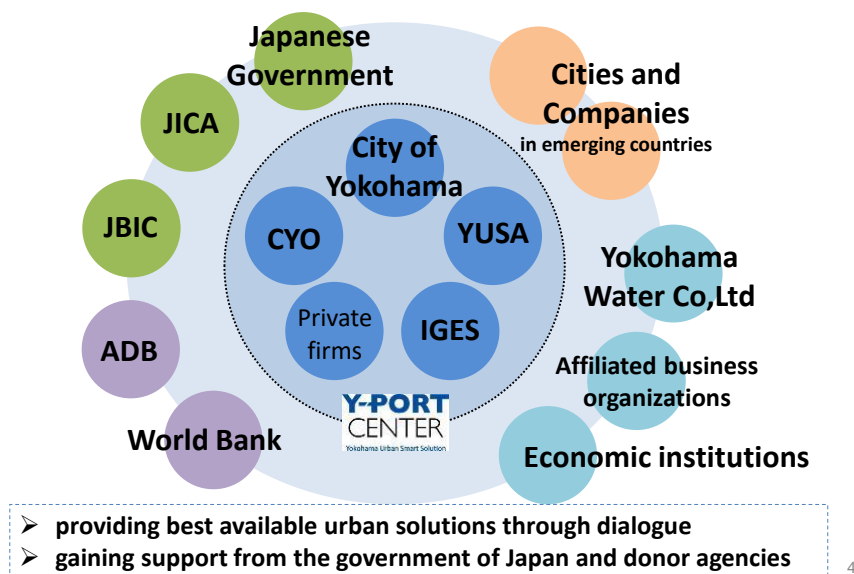 Japanese
Government
JICA
JBIC
ADB
World Bank
City of
Yokohama
CYO
YUSA
Private
firms
IGES
Y-PORT
CENTER
Yokohama Urban Smart Solution
Cities and
Companies
in emerging countries
Yokohama
Water Co,Ltd
Affiliated business
organizations
Economic institutions
➢ providing best available urban solutions through dialogue
➢ gaining support from the government of Japan and donor agencies
4